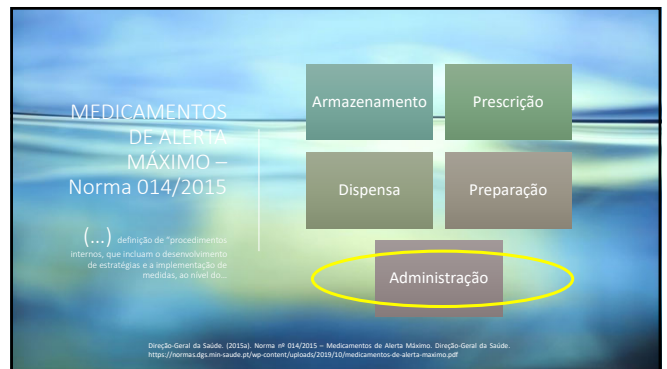 MEDICAMENTOS
DE ALERTA
MÁXIMO –
Norma 014/2015
(...) definição de "procedimentos
internos, que incluam o desenvolvimento
de estratégias e a implementação de
medidas, ao nível do...
Armazenamento
Prescrição
Dispensa
Preparação
Administração
Direção-Geral da Saúde. (2015a). Norma nº 014/2015 – Medicamentos de Alerta Máximo. Direção-Geral da Saúde.
https://normas.dgs.min-saude.pt/wp-content/uploads/2019/10/medicamentos-de-alerta-maximo.pdf